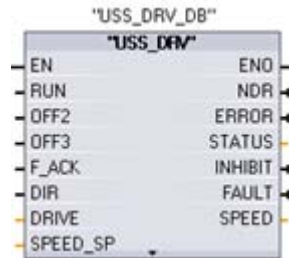 "USS_DRV_DB"
"USS_DRV"
EN ENO
RUN NDR
OFF2 ERROR
OFF3 STATUS
F_ACK INHIBIT
DIR FAULT
DRIVE SPEED
SPEED_SP